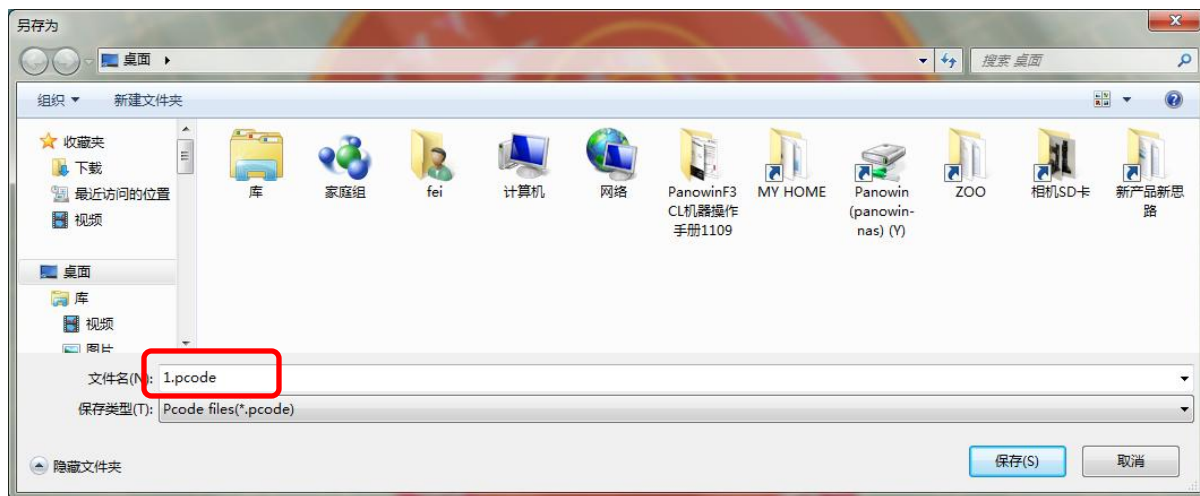 另存为
桌面
搜索 桌面
组织
新建文件夹
收藏夹
下载
最近访问的位置
视频
桌面
库
视频
图片
库
家庭组
fei
计算机
网络
PanowinF3
CL机器操作
手册1109
MY HOME
Panowin
(panowin-
nas) (Y)
ZOO
相机SD卡
新产品新思
路
文件名(N): 1.pcode
保存类型(T): Pcode files(*.pcode)
隐藏文件夹
保存(S)
取消